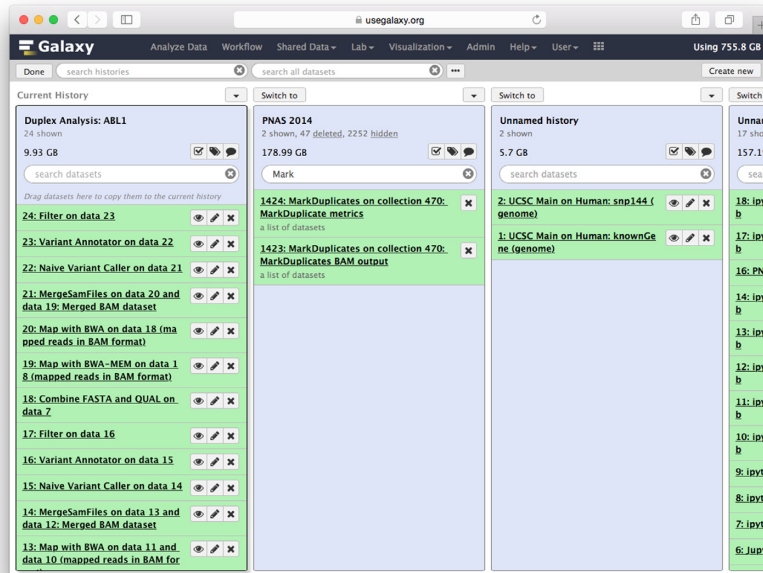 usegalaxy.org
Galaxy
Analyze Data
Workflow
Shared Data
Lab
Visualization
Admin
Help
User
Using 755.8 GB
Done
search histories
search all datasets
Create new
Current History
Duplex Analysis: ABL1
24 shown
9.93 GB
search datasets
Drag datasets here to copy them to the current history
24: Filter on data 23
23: Variant Annotator on data 22
22: Naive Variant Caller on data 21
21: MergeSamFiles on data 20 and
data 19: Merged BAM dataset
20: Map with BWA on data 18 (ma
pped reads in BAM format)
19: Map with BWA-MEM on data 1
8 (mapped reads in BAM format)
18: Combine FASTA and QUAL on
data 7
17: Filter on data 16
16: Variant Annotator on data 15
15: Naive Variant Caller on data 14
14: MergeSamFiles on data 13 and
data 12: Merged BAM dataset
13: Map with BWA on data 11 and
data 10 (mapped reads in BAM for
Switch to
PNAS 2014
2 shown, 47 deleted, 2252 hidden
178.99 GB
Mark
1424: MarkDuplicates on collection 470:
MarkDuplicate metrics
a list of datasets
1423: MarkDuplicates on collection 470:
MarkDuplicates BAM output
a list of datasets
Switch to
Unnamed history
2 shown
5.7 GB
search datasets
2: UCSC Main on Human: snp144 (
genome)
1: UCSC Main on Human: knownGe
ne (genome)
Switch
Unnar
17 sho
157.1
sea
18: ipy
b
17: ipy
b
16: PN
14: ipy
b
13: ipy
b
12: ipy
b
11: ipy
b
10: ipy
b
9: ipyt
8: ipyt
7: ipyt
6: Jup